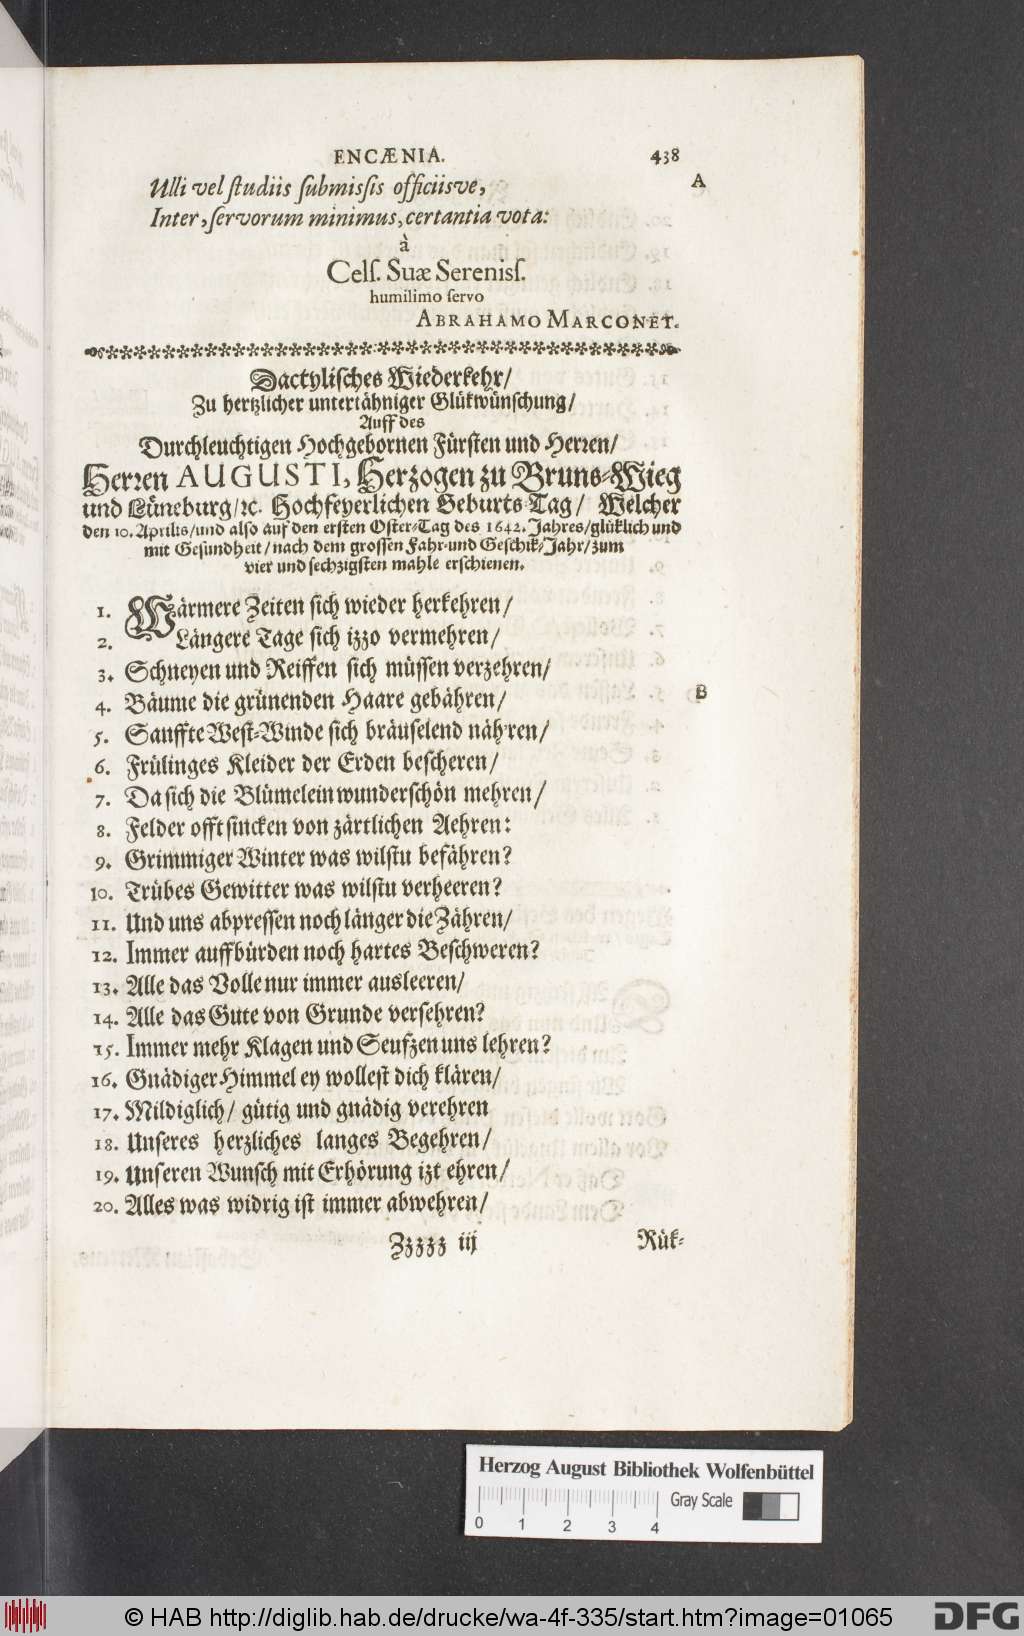 ENCÆNIA. 438
Ulli vel ſtudiis ſubmiſsis officiisve, A
Inter, ſervorum minimus, certantia vota:
à
Celſ. Suæ Sereniſſ.
humilimo ſervo
ABRAHAMO MARCONET.
Dactyliſches Wiederkehr/
Zu hertzlicher untertähniger Glükwünſchung/
Auff des
Durchleuchtigen Hochgebornen Fürſten und Herren/
Herren AUGUSTI, Herzogen zu Bruns-Wieg
und Lüneburg/ꝛc. Hochfeyerlichen Geburts-Tag/ Welcher
den 10. Aprilis/und alſo auf den erſten Oſter-Tag des 1642. Jahres/glüklich und
mit Geſundheit/nach dem groſſen Fahr-und Geſchik-Jahr/zum
vier und ſechzigſten mahle erſchienen.
1. Wärmere Zeiten ſich wieder herkehren/
2. Längere Tage ſich izzo vermehren/
3. Schneyen und Reiffen ſich müſſen verzehren/
4. Bäume die grünenden Haare gebähren/ B
5. Sanffte Weſt-Winde ſich bräuſelend nähren/
6. Frülinges Kleider der Erden beſcheren/
7. Da ſich die Blümelein wunderſchön mehren/
8. Felder offt ſincken von zärtlichen Aehren:
9. Grimmiger Winter was wilſtu befähren?
10. Trübes Gewitter was wilſtu verheeren?
11. Und uns abpreſſen noch länger die Zähren/
12. Immer auffbürden noch hartes Beſchweren?
13. Alle das Volle nur immer ausleeren/
14. Alle das Gute von Grunde verſehren?
15. Immer mehr Klagen und Seufzen uns lehren?
16. Gnädiger Himmel ey wolleſt dich klären/
17. Mildiglich/ gütig und gnädig verehren
18. Unſeres herzliches langes Begehren/
19. Unſeren Wunſch mit Erhörung izt ehren/
20. Alles was widrig iſt immer abwehren/
Zzzzz iij Rük-
Herzog August Bibliothek Wolfenbüttel
Gray Scale
0 1 2 3 4
© HAB http://diglib.hab.de/drucke/wa-4f-335/start.htm?image=01065 DFG